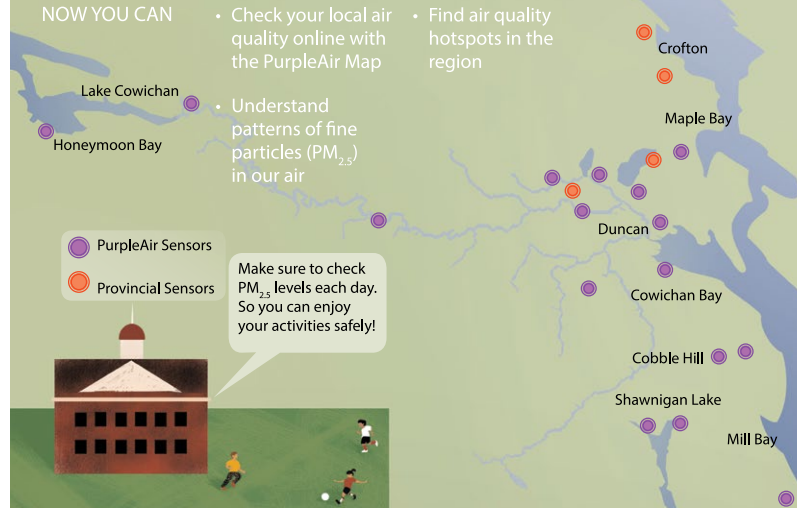 NOW YOU CAN
• Check your local air
quality online with
the PurpleAir Map
• Understand
patterns of fine
particles (PM2.5)
in our air
• Find air quality
hotspots in the
region
Crofton
Lake Cowichan
Maple Bay
Honeymoon Bay
Duncan
PurpleAir Sensors
Provincial Sensors
Make sure to check
PM2.5 levels each day.
So you can enjoy
your activities safely!
Cowichan Bay
Cobble Hill
Shawnigan Lake
Mill Bay